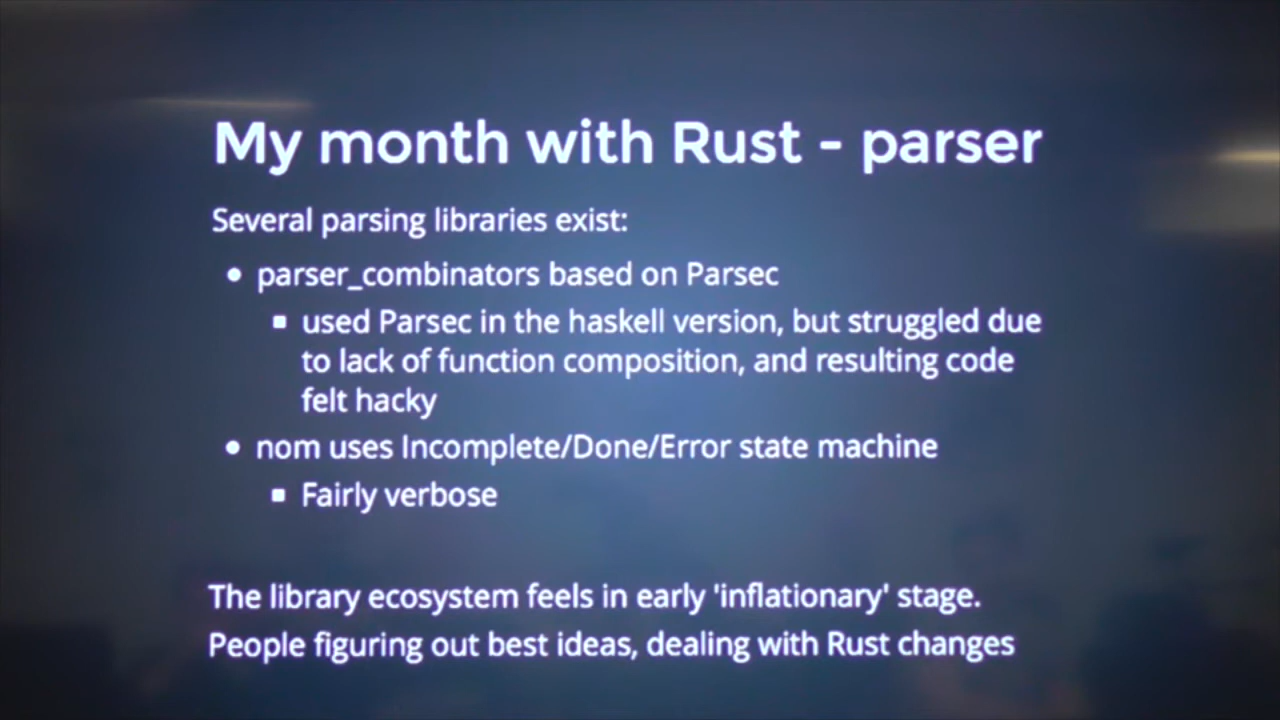 My month with Rust - parser
Several parsing libraries exist:
• parser_combinators based on Parsec
▪ used Parsec in the haskell version, but struggled due
to lack of function composition, and resulting code
felt hacky
• nom uses Incomplete/Done/Error state machine
▪ Fairly verbose
The library ecosystem feels in early 'inflationary' stage.
People figuring out best ideas, dealing with Rust changes